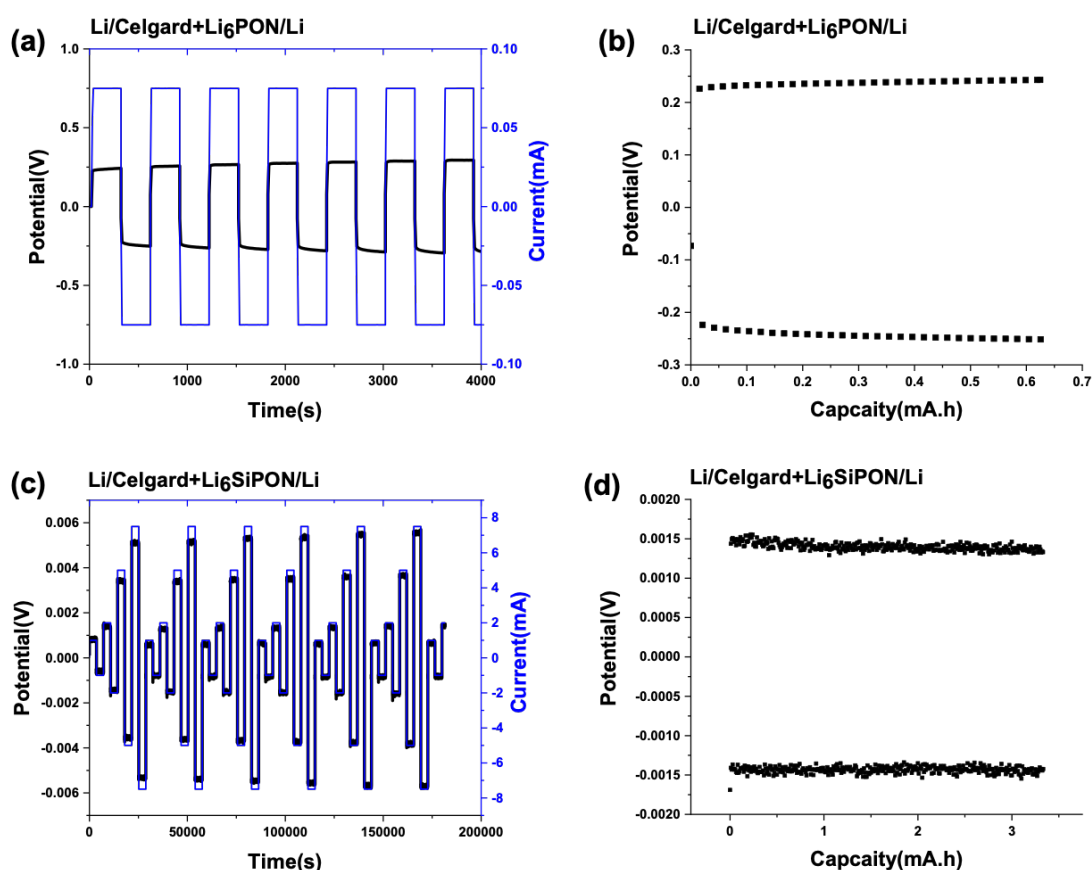 (a)
Li/Celgard+Li₆PON/Li
1.0
0.5
0.0
-0.5
-1.0
Potential(V)
0.10
0.05
0.00
-0.05
-0.10
Current(mA)
0 1000 2000 3000 4000
Time(s)
(b)
Li/Celgard+Li₆PON/Li
0.3
0.2
0.1
0.0
-0.1
-0.2
-0.3
Potential(V)
0.0 0.1 0.2 0.3 0.4 0.5 0.6 0.7
Capcaity(mA.h)
(c)
Li/Celgard+Li₆SiPON/Li
0.006
0.004
0.002
0.000
-0.002
-0.004
-0.006
Potential(V)
8
6
4
2
0
-2
-4
-6
-8
Current(mA)
0 50000 100000 150000 200000
Time(s)
(d)
Li/Celgard+Li₆SiPON/Li
0.0020
0.0015
0.0010
0.0005
0.0000
-0.0005
-0.0010
-0.0015
-0.0020
Potential(V)
0 1 2 3
Capcaity(mA.h)